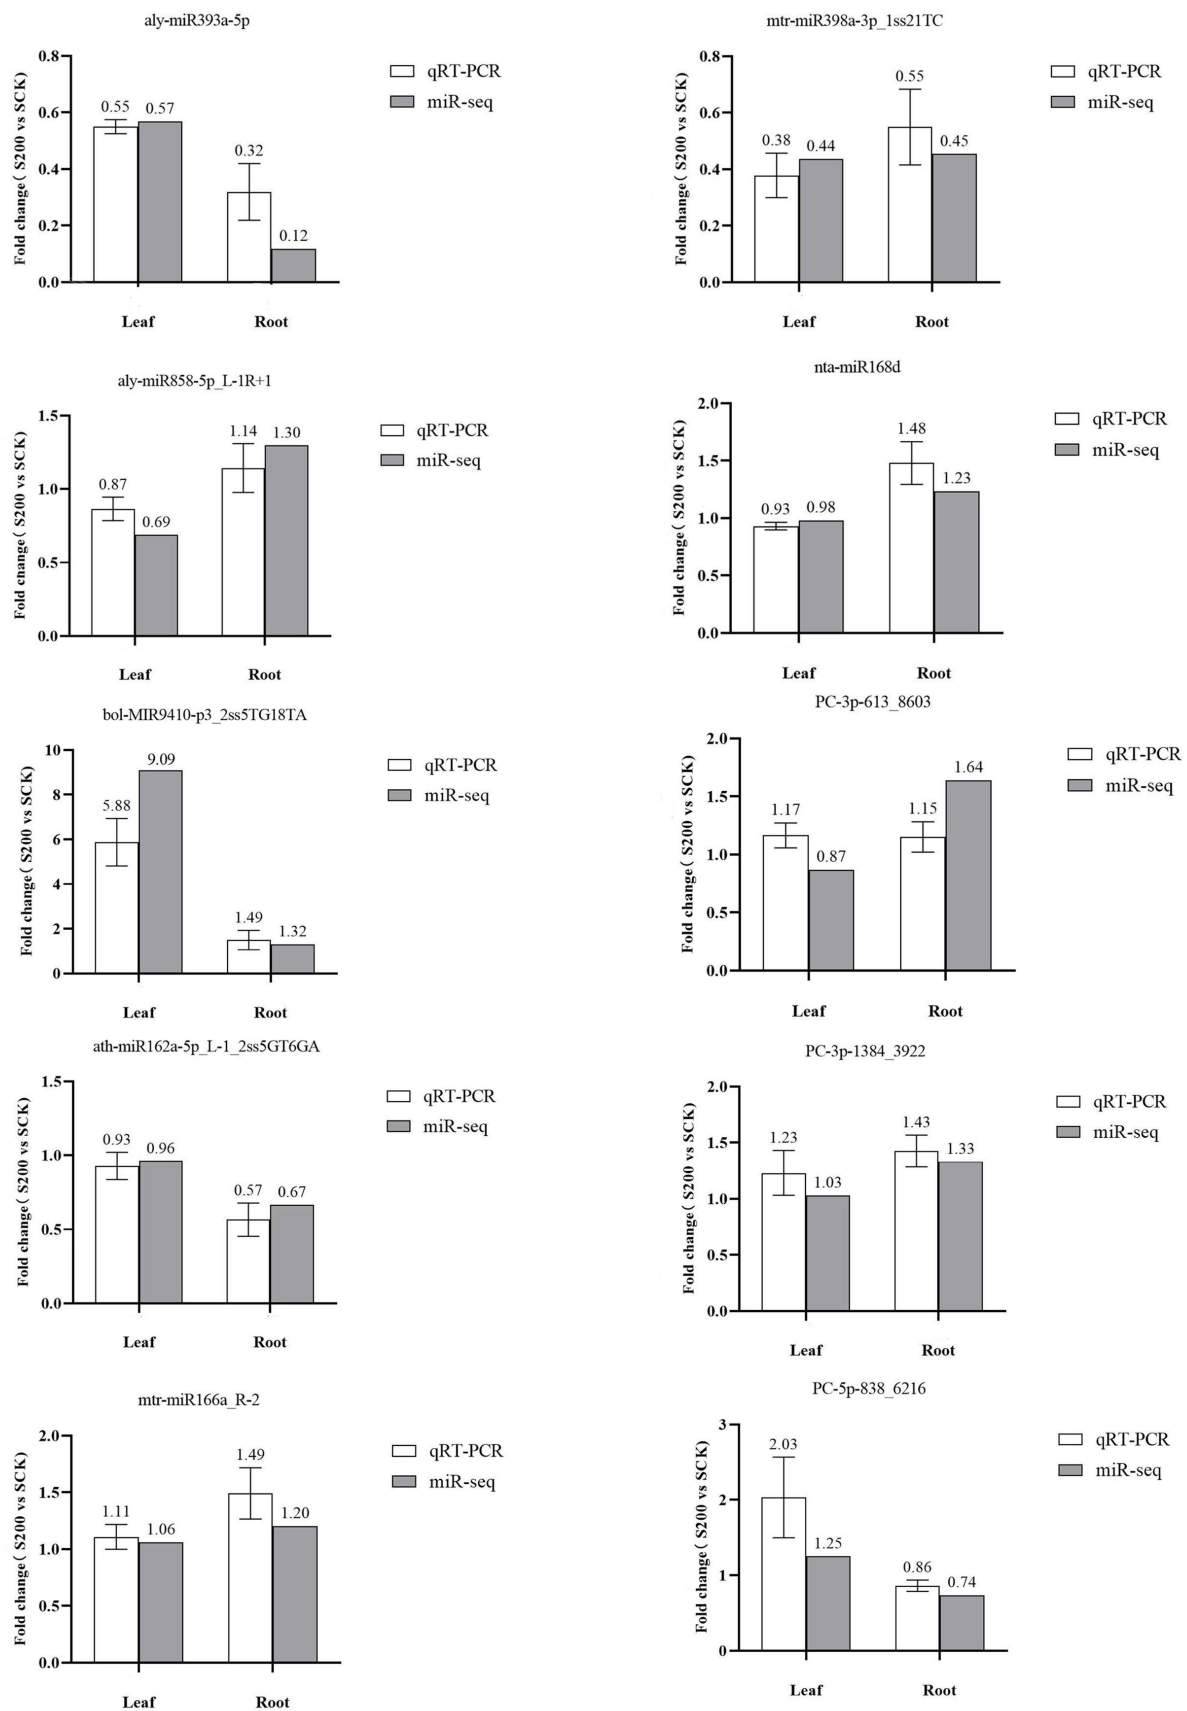 aly-miR393a-5p
Fold change( S200 vs SCK)
0.8
0.6
0.4
0.2
0.0
0.55 0.57
0.32
0.12
Leaf Root
qRT-PCR
miR-seq
mtr-miR398a-3p_1ss21TC
Fold change( S200 vs SCK)
0.8
0.6
0.4
0.2
0.0
0.38 0.44
0.55
0.45
Leaf Root
qRT-PCR
miR-seq
aly-miR858-5p_L-1R+1
Fold change( S200 vs SCK)
1.5
1.0
0.5
0.0
0.87
0.69
1.14 1.30
Leaf Root
qRT-PCR
miR-seq
nta-miR168d
Fold change( S200 vs SCK)
2.0
1.5
1.0
0.5
0.0
0.93 0.98
1.48
1.23
Leaf Root
qRT-PCR
miR-seq
bol-MIR9410-p3_2ss5TG18TA
Fold change( S200 vs SCK)
10
8
6
4
2
0
5.88
9.09
1.49
1.32
Leaf Root
qRT-PCR
miR-seq
PC-3p-613_8603
Fold change( S200 vs SCK)
2.0
1.5
1.0
0.5
0.0
1.17
0.87
1.15
1.64
Leaf Root
qRT-PCR
miR-seq
ath-miR162a-5p_L-1_2ss5GT6GA
Fold change( S200 vs SCK)
1.5
1.0
0.5
0.0
0.93 0.96
0.57 0.67
Leaf Root
qRT-PCR
miR-seq
PC-3p-1384_3922
Fold change( S200 vs SCK)
2.0
1.5
1.0
0.5
0.0
1.23
1.03
1.43
1.33
Leaf Root
qRT-PCR
miR-seq
mtr-miR166a_R-2
Fold change( S200 vs SCK)
2.0
1.5
1.0
0.5
0.0
1.11
1.06
1.49
1.20
Leaf Root
qRT-PCR
miR-seq
PC-5p-838_6216
Fold change( S200 vs SCK)
3
2
1
0
2.03
1.25
0.86
0.74
Leaf Root
qRT-PCR
miR-seq